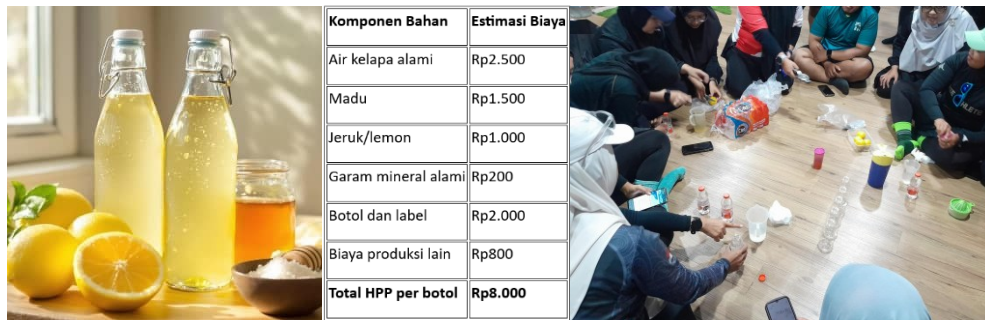 Komponen Bahan Estimasi Biaya
Air kelapa alami Rp2.500
Madu Rp1.500
Jeruk/lemon Rp1.000
Garam mineral alami Rp200
Botol dan label Rp2.000
Biaya produksi lain Rp800
Total HPP per botol Rp8.000